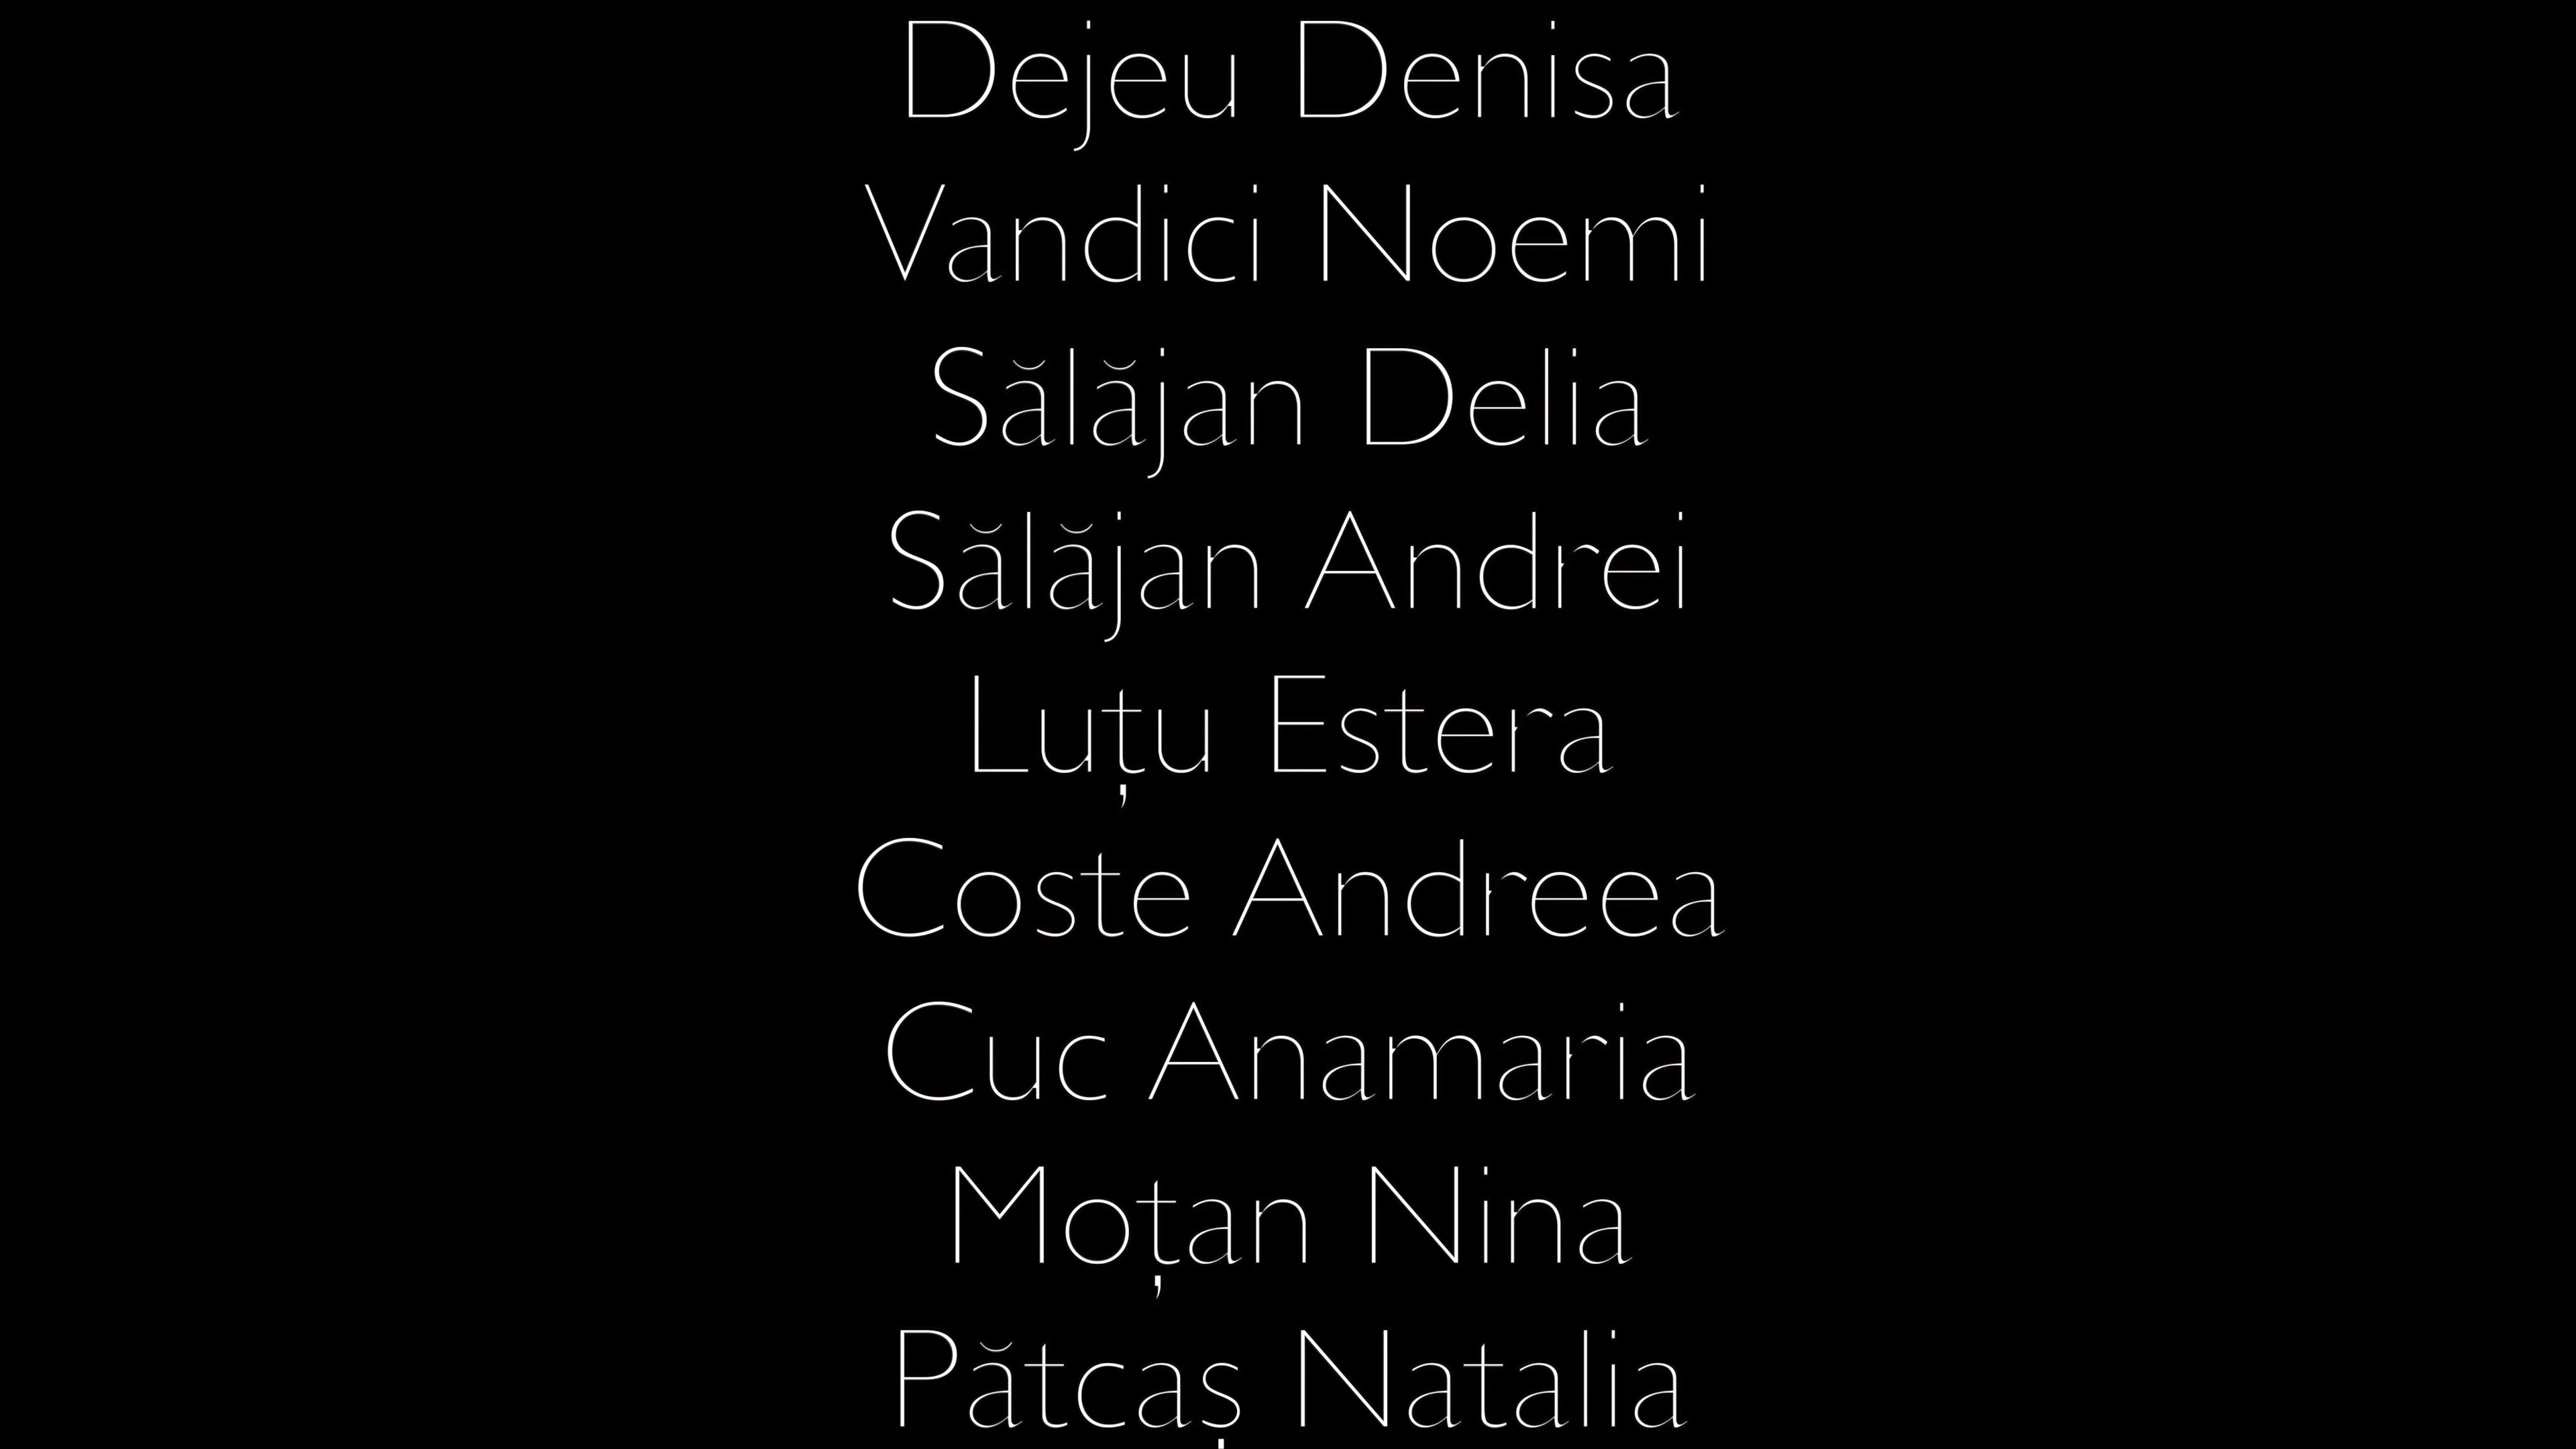 Dejeu Denisa
Vandici Noemi
Sălăjan Delia
Sălăjan Andrei
Luțu Estera
Coste Andreea
Cuc Anamaria
Moțan Nina
Pătcaș Natalia